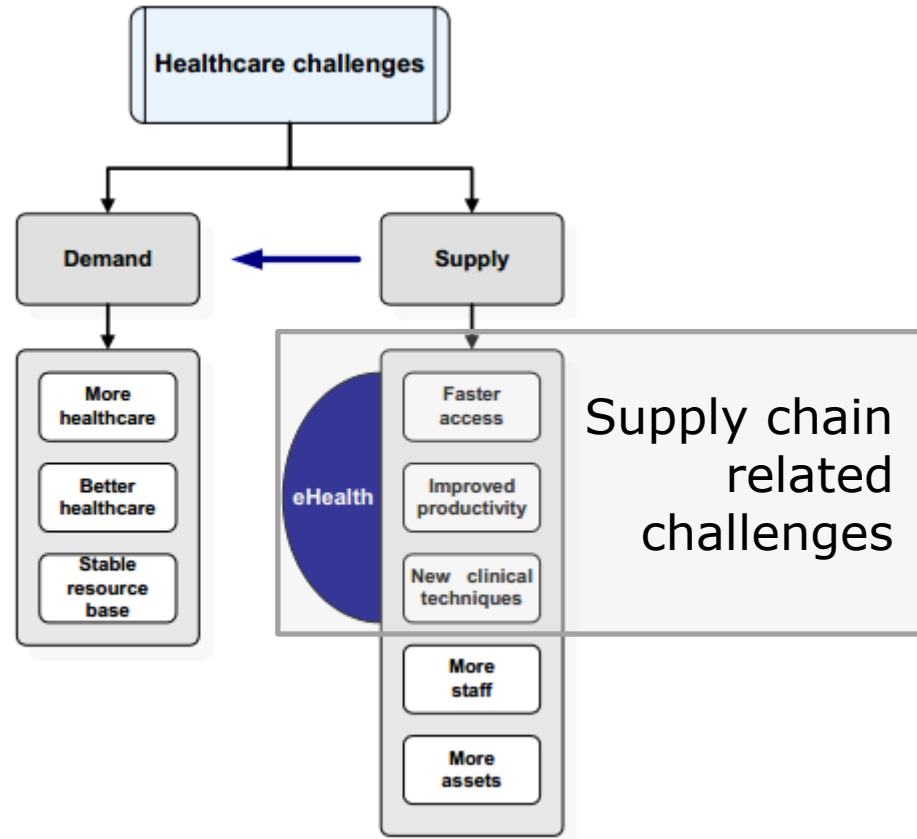 Healthcare challenges
Demand
Supply
More
healthcare
Better
healthcare
Stable
resource
base
eHealth
Faster
access
Improved
productivity
New clinical
techniques
More
staff
More
assets
Supply chain
related
challenges